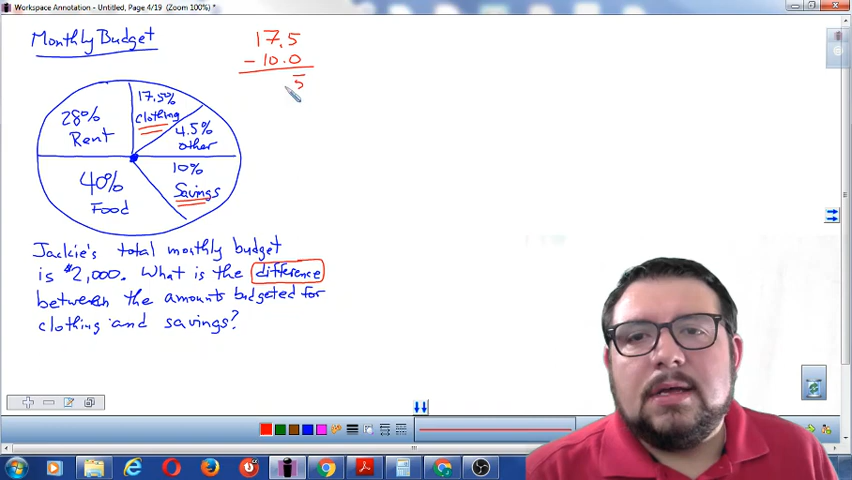 Workspace Annotation - Untitled, Page 4/19 (Zoom 100%) *
Monthly Budget
17.5
- 10.0
5
17.5%
clothing
28%
Rent
4.5%
other
10%
Savings
40%
Food
Jackie's total monthly budget
is $2,000. What is the difference
between the amounts budgeted for
clothing and savings?